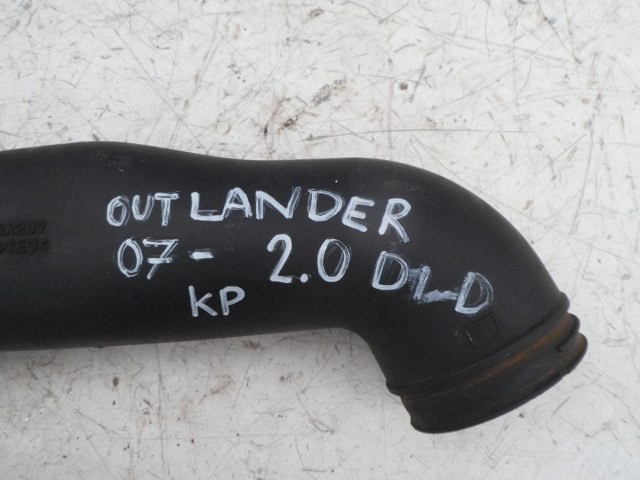 OUTLANDER
07- 2.0 DI-D
KP